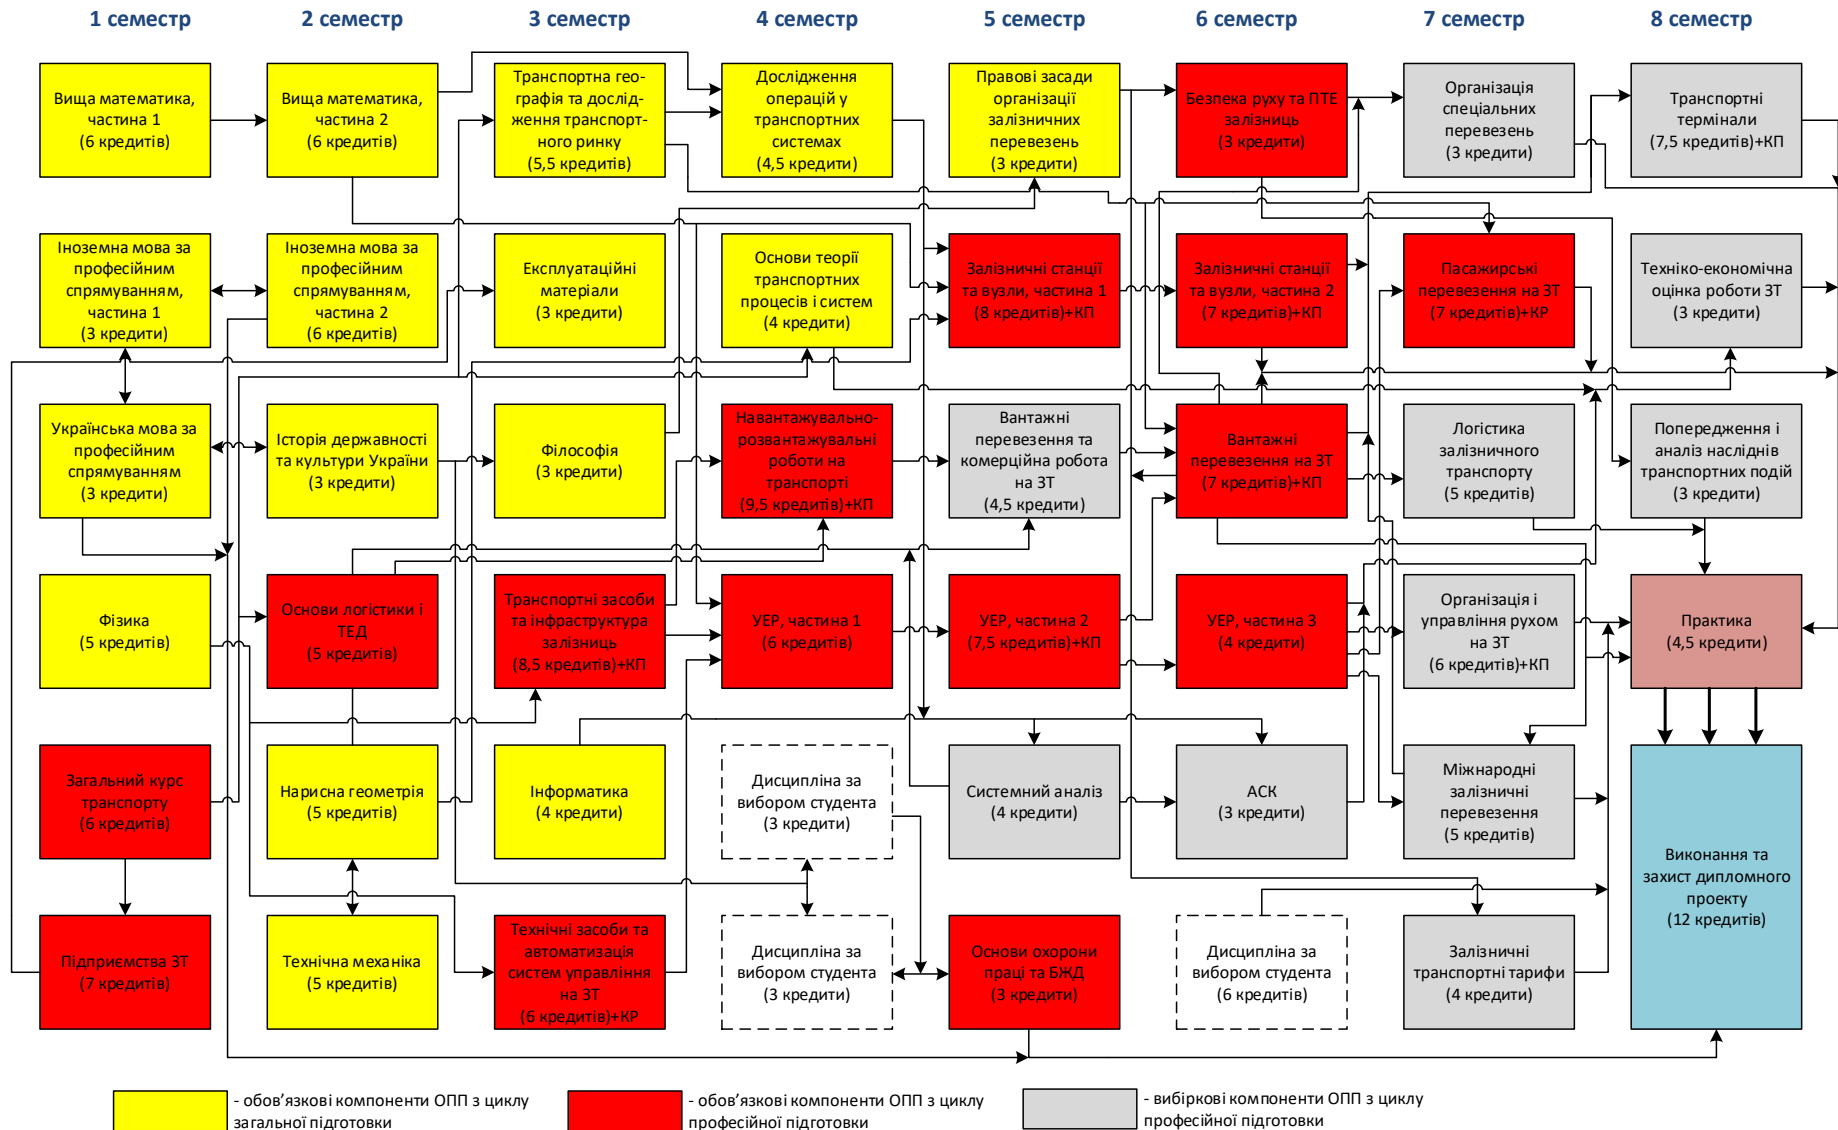 1 семестр
2 семестр
3 семестр
4 семестр
5 семестр
6 семестр
7 семестр
8 семестр
Вища математика,
частина 1
(6 кредитів)
Вища математика,
частина 2
(6 кредитів)
Транспортна гео-
графія та дослід-
ження транспорт-
ного ринку
(5,5 кредитів)
Дослідження
операцій у
транспортних
системах
(4,5 кредити)
Правові засади
організації
залізничних
перевезень
(3 кредити)
Безпека руху та ПТЕ
залізниць
(3 кредити)
Організація
спеціальних
перевезень
(3 кредити)
Транспортні
термінали
(7,5 кредитів)+КП
Іноземна мова за
професійним
спрямуванням,
частина 1
(3 кредити)
Іноземна мова за
професійним
спрямуванням,
частина 2
(6 кредитів)
Експлуатаційні
матеріали
(3 кредити)
Основи теорії
транспортних
процесів і систем
(4 кредити)
Залізничні станції
та вузли, частина 1
(8 кредитів)+КП
Залізничні станції
та вузли, частина 2
(7 кредитів)+КП
Пасажирські
перевезення на ЗТ
(7 кредитів)+КР
Техніко-економічна
оцінка роботи ЗТ
(3 кредити)
Українська мова за
професійним
спрямуванням
(3 кредити)
Історія державності
та культури України
(3 кредити)
Філософія
(3 кредити)
Навантажувально-
розвантажувальні
роботи на
транспорті
(9,5 кредитів)+КП
Вантажні
перевезення та
комерційна робота
на ЗТ
(4,5 кредити)
Вантажні
перевезення на ЗТ
(7 кредитів)+КП
Логістика
залізничного
транспорту
(5 кредитів)
Попередження і
аналіз наслідків
транспортних подій
(3 кредити)
Фізика
(5 кредитів)
Основи логістики і
ТЕД
(5 кредитів)
Транспортні засоби
та інфраструктура
залізниць
(8,5 кредитів)+КП
УЕР, частина 1
(6 кредитів)
УЕР, частина 2
(7,5 кредитів)+КП
УЕР, частина 3
(4 кредити)
Організація і
управління рухом
на ЗТ
(6 кредитів)+КП
Практика
(4,5 кредити)
Загальний курс
транспорту
(6 кредитів)
Нарисна геометрія
(5 кредитів)
Інформатика
(4 кредити)
Дисципліна за
вибором студента
(3 кредити)
Системний аналіз
(4 кредити)
АСК
(3 кредити)
Міжнародні
залізничні
перевезення
(5 кредитів)
Виконання та
захист дипломного
проекту
(12 кредитів)
Підприємства ЗТ
(7 кредитів)
Технічна механіка
(5 кредитів)
Технічні засоби та
автоматизація
систем управління
на ЗТ
(6 кредитів)+КР
Дисципліна за
вибором студента
(3 кредити)
Основи охорони
праці та БЖД
(3 кредити)
Дисципліна за
вибором студента
(6 кредитів)
Залізничні
транспортні тарифи
(4 кредити)
- обов’язкові компоненти ОПП з циклу
загальної підготовки
- обов’язкові компоненти ОПП з циклу
професійної підготовки
- вибіркові компоненти ОПП з циклу
професійної підготовки